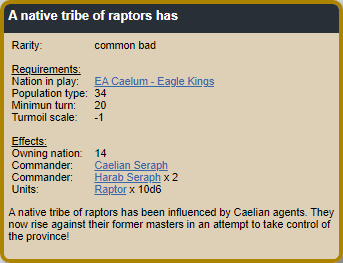 A native tribe of raptors has
Rarity: common bad
Requirements:
Nation in play: EA Caelum - Eagle Kings
Population type: 34
Minimun turn: 20
Turmoil scale: -1
Effects:
Owning nation: 14
Commander: Caelian Seraph
Commander: Harab Seraph x 2
Units: Raptor x 10d6
A native tribe of raptors has been influenced by Caelian agents. They
now rise against their former masters in an attempt to take control of
the province!